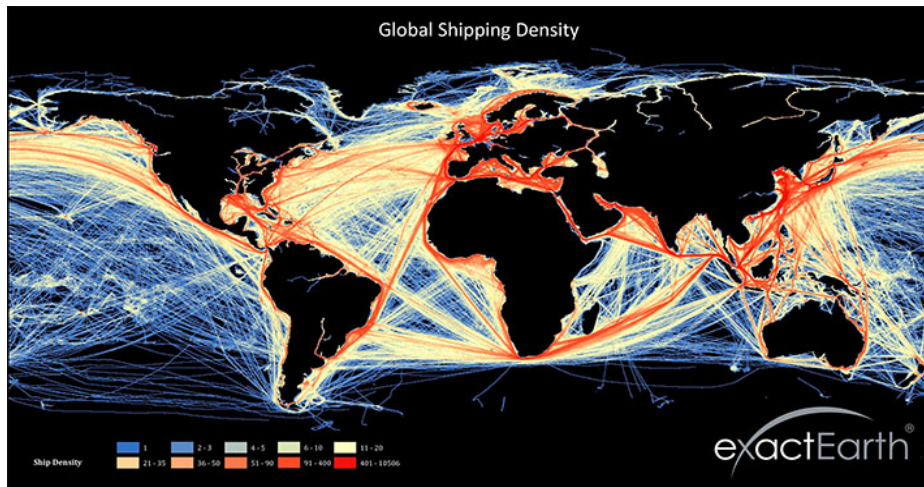 Global Shipping Density
Ship Density
1
2 - 3
4 - 5
6 - 10
11 - 20
21 - 35
36 - 50
51 - 90
91 - 400
401 - 10506
exactEarth®